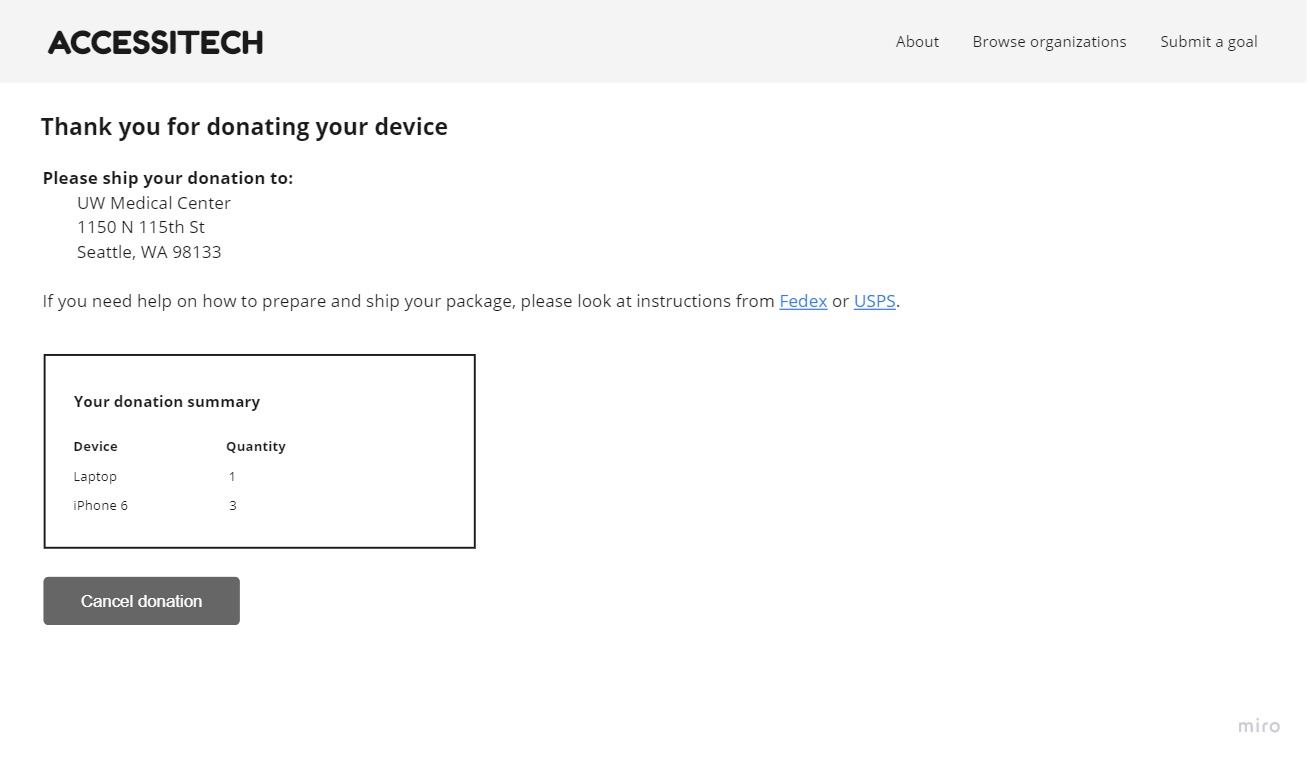 ACCESSITECH
About
Browse organizations
Submit a goal
Thank you for donating your device
Please ship your donation to:
UW Medical Center
1150 N 115th St
Seattle, WA 98133
If you need help on how to prepare and ship your package, please look at instructions from Fedex or USPS.
Your donation summary
Device Quantity
Laptop 1
iPhone 6 3
Cancel donation
miro